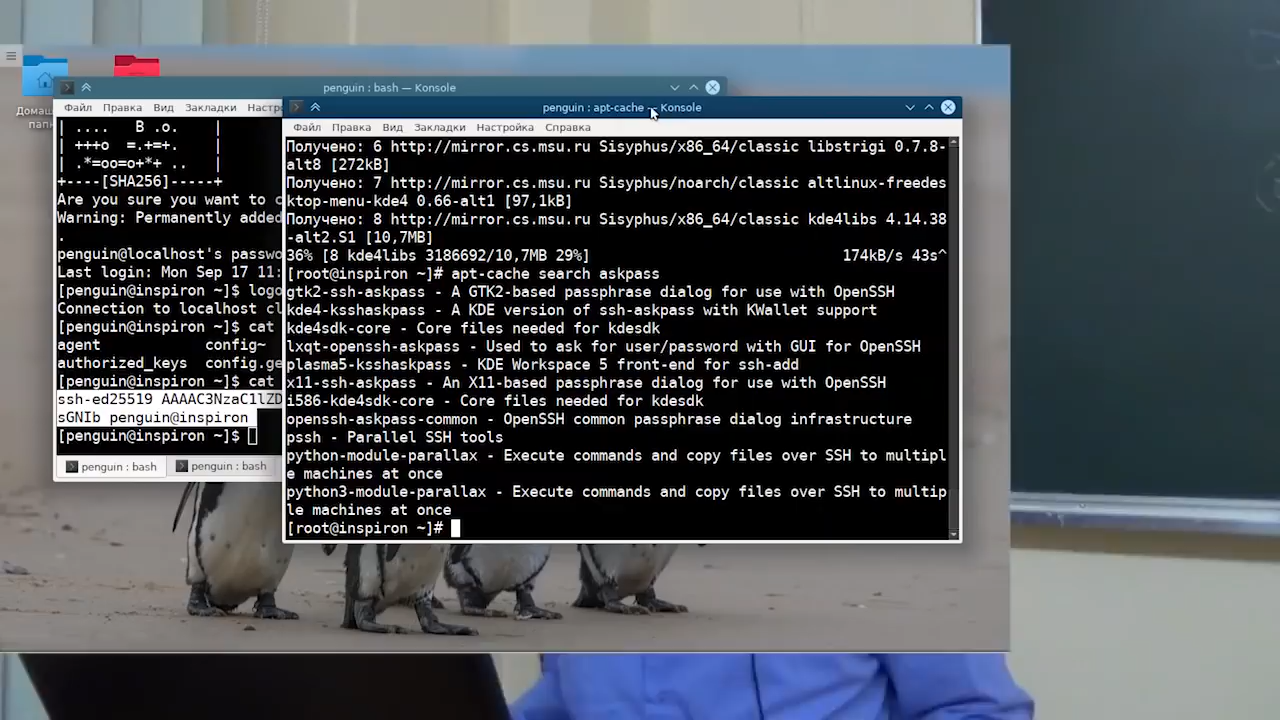 Домаш
папк
penguin : bash — Konsole
Файл Правка Вид Закладки Настро
| .... B .o. |
| +++o =.+=+. |
| .*=oo=o+*+ .. |
+----[SHA256]-----+
Are you sure you want to c
Warning: Permanently added
.
penguin@localhost's passwo
Last login: Mon Sep 17 11:
[penguin@inspiron ~]$ logo
Connection to localhost cl
[penguin@inspiron ~]$ cat
agent config~
authorized_keys config.ge
[penguin@inspiron ~]$ cat
ssh-ed25519 AAAAC3NzaC1lZD
sGNIb penguin@inspiron
[penguin@inspiron ~]$
penguin : bash penguin : bash
penguin : apt-cache — Konsole
Файл Правка Вид Закладки Настройка Справка
Получено: 6 http://mirror.cs.msu.ru Sisyphus/x86_64/classic libstrigi 0.7.8-
alt8 [272kB]
Получено: 7 http://mirror.cs.msu.ru Sisyphus/noarch/classic altlinux-freedes
ktop-menu-kde4 0.66-alt1 [97,1kB]
Получено: 8 http://mirror.cs.msu.ru Sisyphus/x86_64/classic kde4libs 4.14.38
-alt2.S1 [10,7MB]
36% [8 kde4libs 3186692/10,7MB 29%] 174kB/s 43s^
[root@inspiron ~]# apt-cache search askpass
gtk2-ssh-askpass - A GTK2-based passphrase dialog for use with OpenSSH
kde4-ksshaskpass - A KDE version of ssh-askpass with KWallet support
kde4sdk-core - Core files needed for kdesdk
lxqt-openssh-askpass - Used to ask for user/password with GUI for OpenSSH
plasma5-ksshaskpass - KDE Workspace 5 front-end for ssh-add
x11-ssh-askpass - An X11-based passphrase dialog for use with OpenSSH
i586-kde4sdk-core - Core files needed for kdesdk
openssh-askpass-common - OpenSSH common passphrase dialog infrastructure
pssh - Parallel SSH tools
python-module-parallax - Execute commands and copy files over SSH to multipl
e machines at once
python3-module-parallax - Execute commands and copy files over SSH to multip
le machines at once
[root@inspiron ~]#